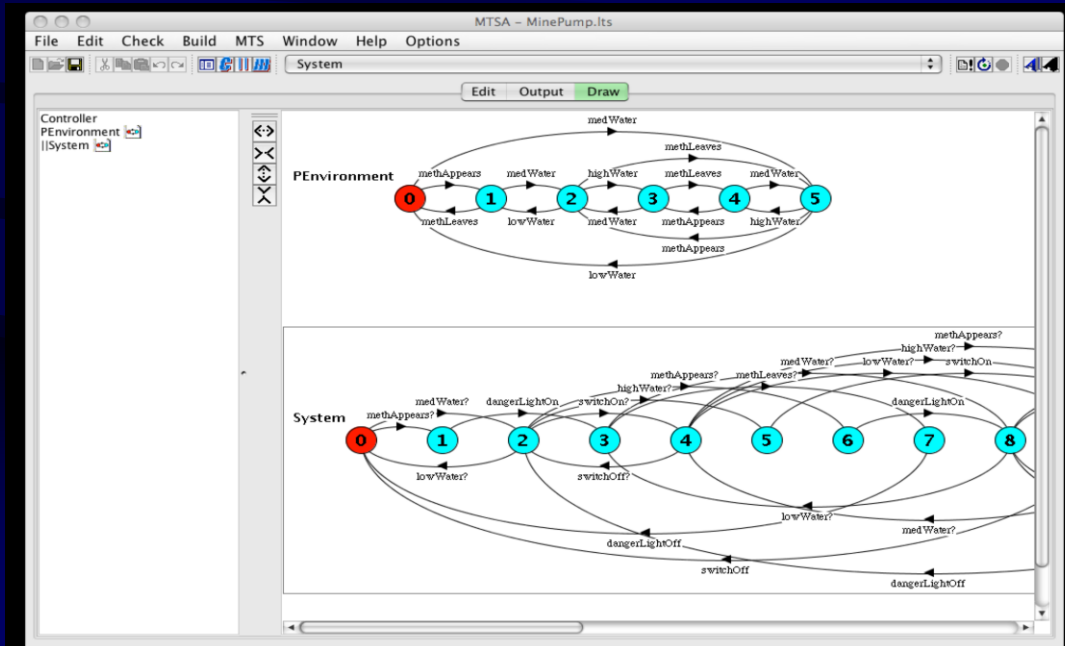 MTSA – MinePump.lts
File Edit Check Build MTS Window Help Options
System
Edit Output Draw
Controller
PEnvironment
||System
medWater
methLeaves
methAppears medWater highWater methLeaves medWater
PEnvironment
0 1 2 3 4 5
methLeaves lowWater medWater methAppears highWater
methAppears
lowWater
methAppears?
highWater?
medWater? lowWater? switchOn
methAppears? methLeaves?
highWater?
medWater? dangerLightOn switchOn? dangerLightOn
methAppears?
System
0 1 2 3 4 5 6 7 8
lowWater? switchOff?
lowWater?
medWater?
dangerLightOff
switchOff
dangerLightOff